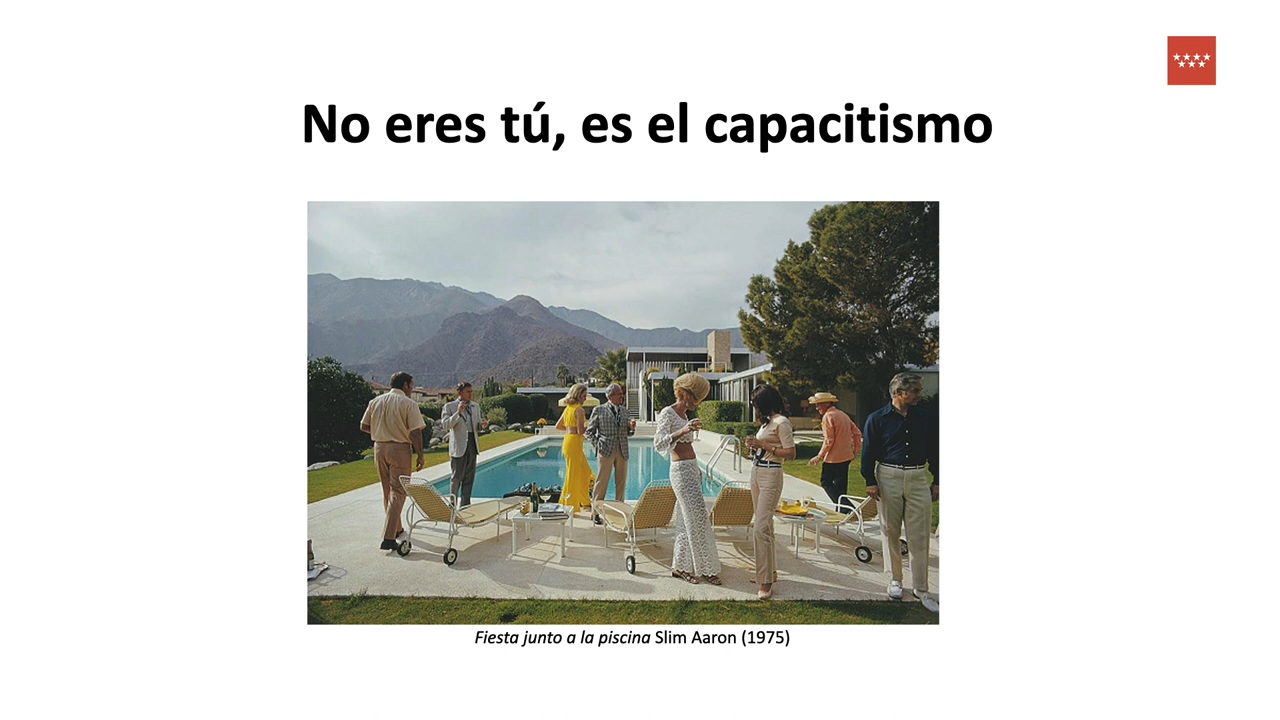 No eres tú, es el capacitismo
Fiesta junto a la piscina Slim Aaron (1975)